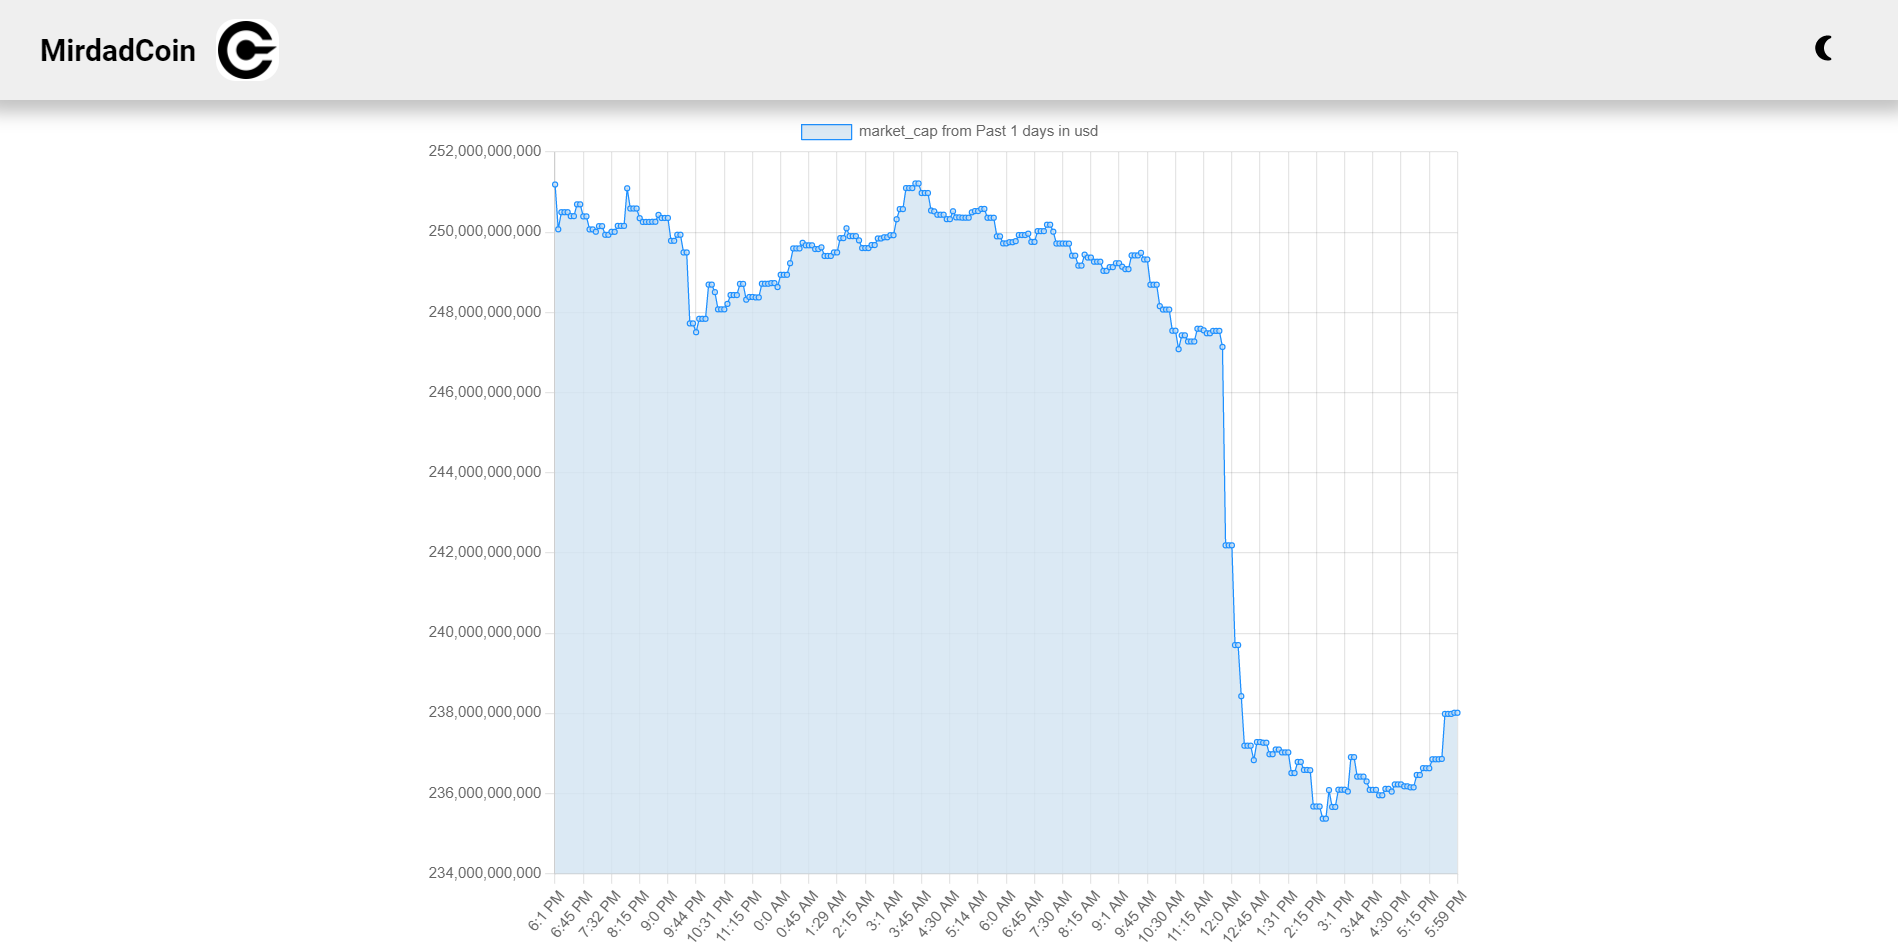 MirdadCoin
market_cap from Past 1 days in usd
252,000,000,000
250,000,000,000
248,000,000,000
246,000,000,000
244,000,000,000
242,000,000,000
240,000,000,000
238,000,000,000
236,000,000,000
234,000,000,000
6:1 PM
6:45 PM
7:32 PM
8:15 PM
9:0 PM
9:44 PM
10:31 PM
11:15 PM
0:0 AM
0:45 AM
1:29 AM
2:15 AM
3:1 AM
3:45 AM
4:30 AM
5:14 AM
6:0 AM
6:45 AM
7:30 AM
8:15 AM
9:1 AM
9:45 AM
10:30 AM
11:15 AM
12:0 AM
12:45 AM
1:31 PM
2:15 PM
3:1 PM
3:44 PM
4:30 PM
5:15 PM
5:59 PM